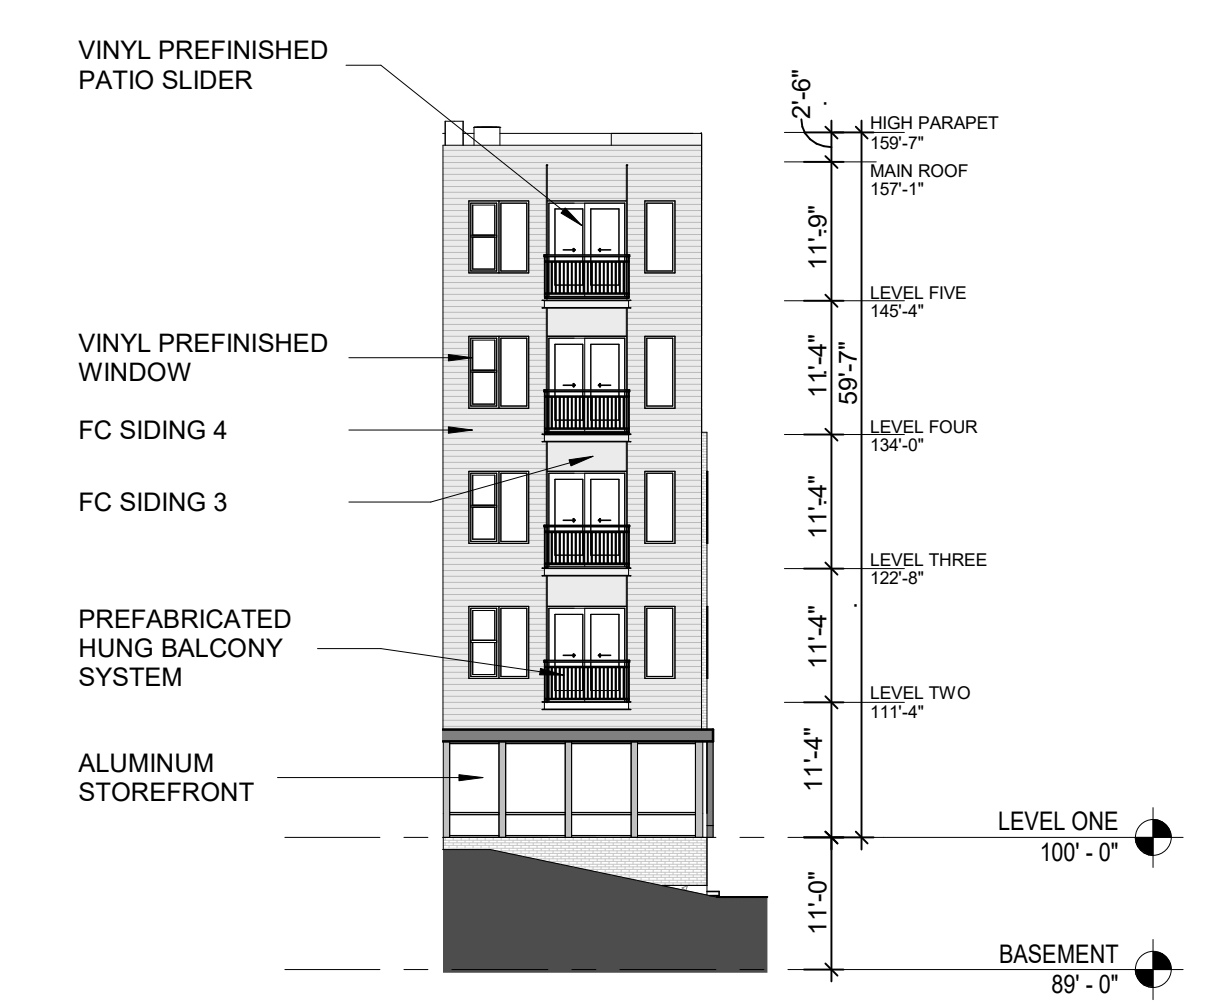 VINYL PREFINISHED
PATIO SLIDER
VINYL PREFINISHED
WINDOW
FC SIDING 4
FC SIDING 3
PREFABRICATED
HUNG BALCONY
SYSTEM
ALUMINUM
STOREFRONT
2'-6"
11'-9"
11'-4"
59'-7"
11'-4"
11'-4"
11'-4"
11'-0"
HIGH PARAPET
159'-7"
MAIN ROOF
157'-1"
LEVEL FIVE
145'-4"
LEVEL FOUR
134'-0"
LEVEL THREE
122'-8"
LEVEL TWO
111'-4"
LEVEL ONE
100' - 0"
BASEMENT
89' - 0"